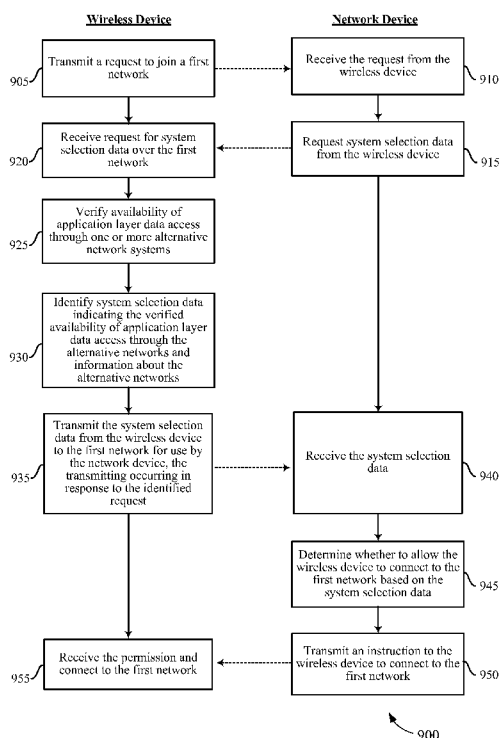 Wireless Device
Network Device
Transmit a request to join a first
network
905
Receive the request from the
wireless device
910
Receive request for system
selection data over the first
network
920
Request system selection data
from the wireless device
915
Verify availability of
application layer data access
through one or more alternative
network systems
925
Identify system selection data
indicating the verified
availability of application layer
data access through the
alternative networks and
information about the
alternative networks
930
Transmit the system selection
data from the wireless device
to the first network for use by
the network device, the
transmitting occurring in
response to the identified
request
935
Receive the system selection
data
940
Determine whether to allow the
wireless device to connect to the
first network based on the
system selection data
945
Receive the permission and
connect to the first network
955
Transmit an instruction to the
wireless device to connect to the
first network
950
900